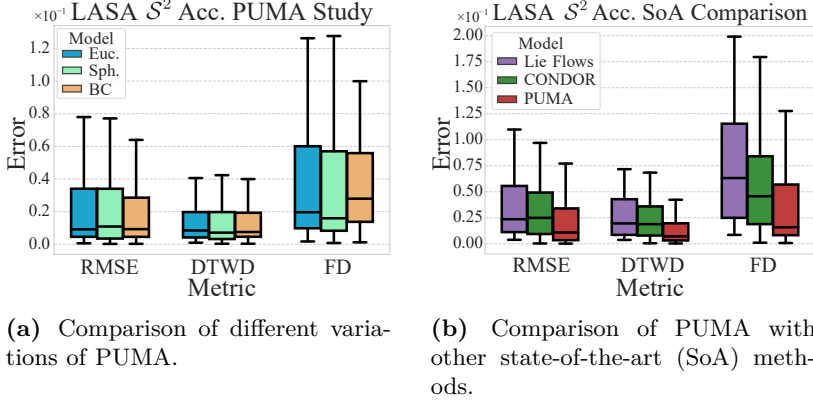 LASA S² Acc. PUMA Study
×10⁻¹
1.2
1.0
0.8
0.6
0.4
0.2
0.0
Error
Model
Euc.
Sph.
BC
RMSE DTWD FD
Metric
(a) Comparison of different vari-
ations of PUMA.
LASA S² Acc. SoA Comparison
×10⁻¹
2.00
1.75
1.50
1.25
1.00
0.75
0.50
0.25
0.00
Error
Model
Lie Flows
CONDOR
PUMA
RMSE DTWD FD
Metric
(b) Comparison of PUMA with
other state-of-the-art (SoA) meth-
ods.